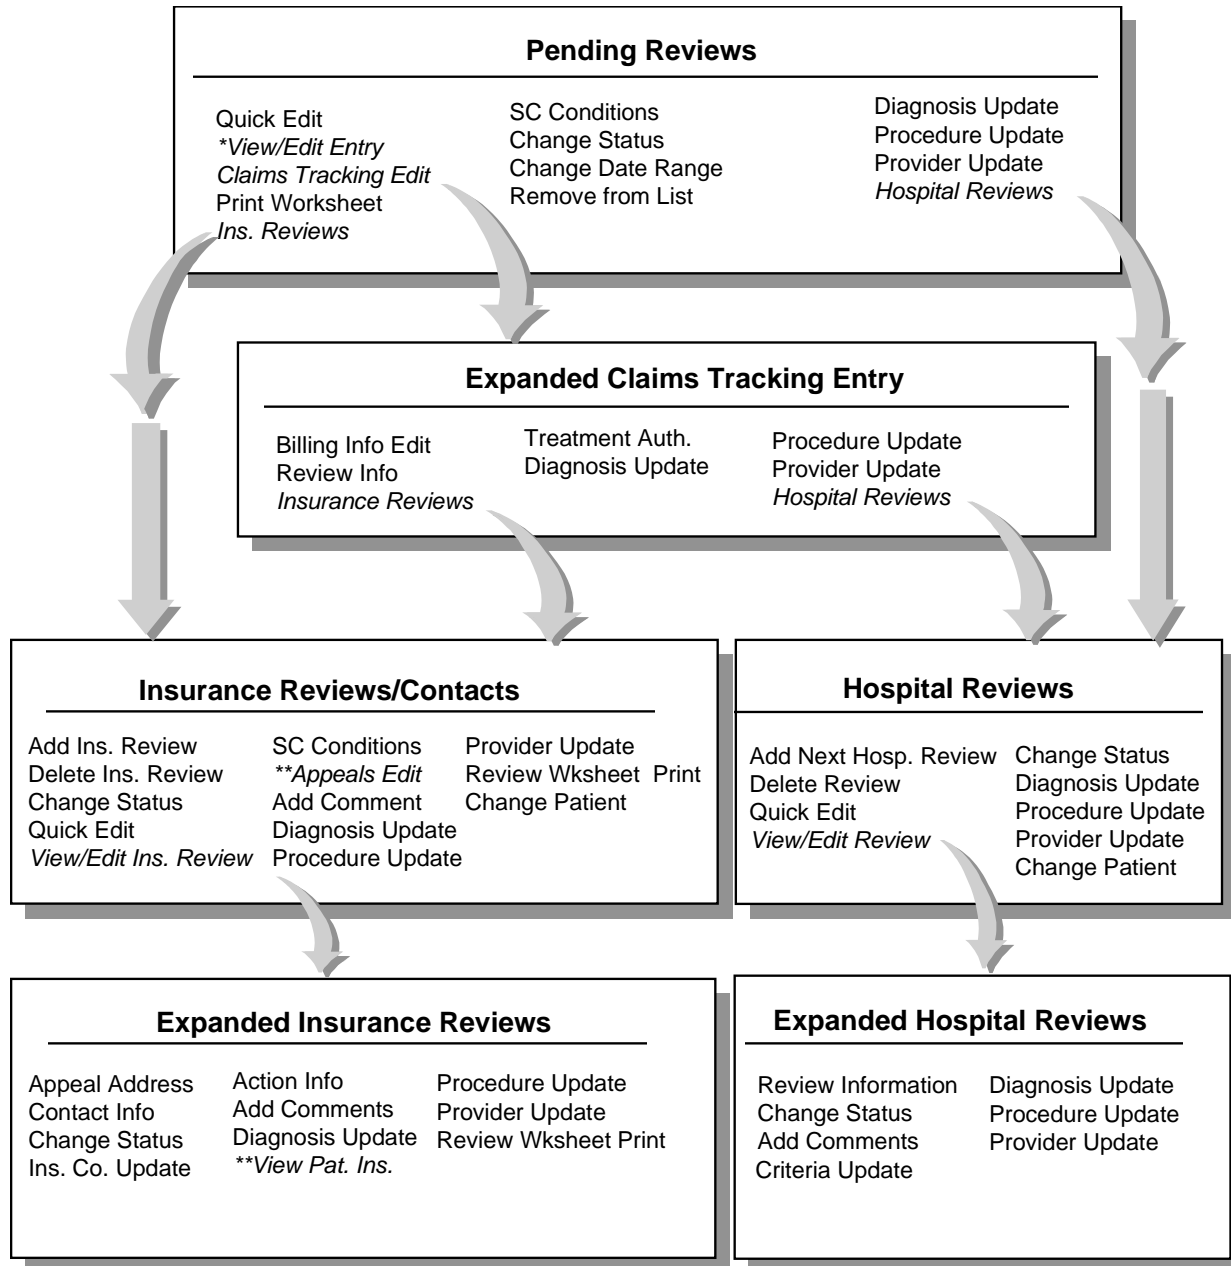 Pending Reviews
Quick Edit
*View/Edit Entry
Claims Tracking Edit
Print Worksheet
Ins. Reviews
SC Conditions
Change Status
Change Date Range
Remove from List
Diagnosis Update
Procedure Update
Provider Update
Hospital Reviews
Expanded Claims Tracking Entry
Billing Info Edit
Review Info
Insurance Reviews
Treatment Auth.
Diagnosis Update
Procedure Update
Provider Update
Hospital Reviews
Insurance Reviews/Contacts
Add Ins. Review
Delete Ins. Review
Change Status
Quick Edit
View/Edit Ins. Review
SC Conditions
**Appeals Edit
Add Comment
Diagnosis Update
Procedure Update
Provider Update
Review Wksheet Print
Change Patient
Hospital Reviews
Add Next Hosp. Review
Delete Review
Quick Edit
View/Edit Review
Change Status
Diagnosis Update
Procedure Update
Provider Update
Change Patient
Expanded Insurance Reviews
Appeal Address
Contact Info
Change Status
Ins. Co. Update
Action Info
Add Comments
Diagnosis Update
**View Pat. Ins.
Procedure Update
Provider Update
Review Wksheet Print
Expanded Hospital Reviews
Review Information
Change Status
Add Comments
Criteria Update
Diagnosis Update
Procedure Update
Provider Update